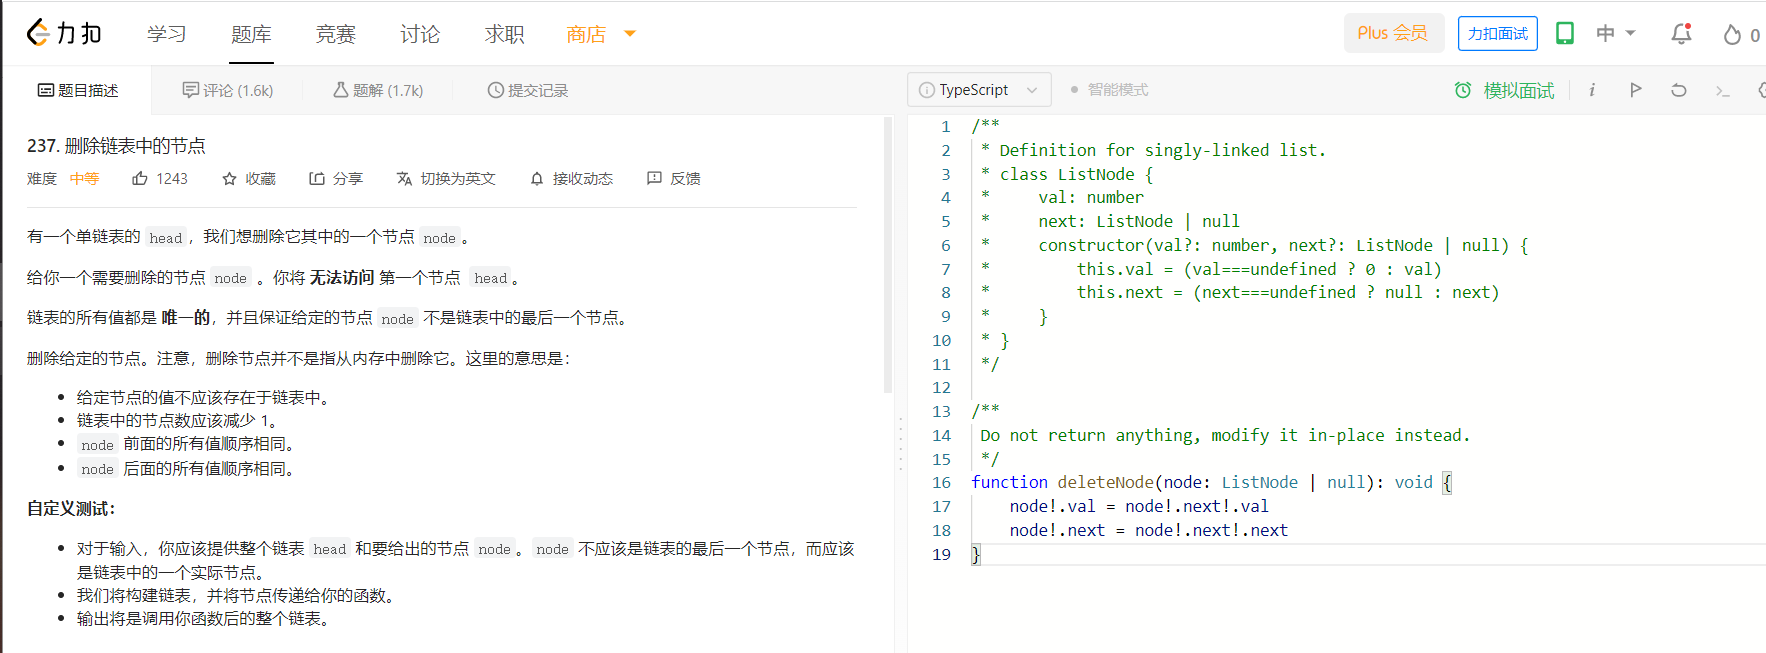 力扣 学习 题库 竞赛 讨论 求职 商店 Plus 会员 力扣面试 中 0
题目描述 评论 (1.6k) 题解 (1.7k) 提交记录
TypeScript 智能模式 模拟面试 i
237. 删除链表中的节点
难度 中等 1243 收藏 分享 切换为英文 接收动态 反馈
有一个单链表的 head，我们想删除它其中的一个节点 node。
给你一个需要删除的节点 node 。你将 无法访问 第一个节点 head。
链表的所有值都是 唯一的，并且保证给定的节点 node 不是链表中的最后一个节点。
删除给定的节点。注意，删除节点并不是指从内存中删除它。这里的意思是：
• 给定节点的值不应该存在于链表中。
• 链表中的节点数应该减少 1。
• node 前面的所有值顺序相同。
• node 后面的所有值顺序相同。
自定义测试：
• 对于输入，你应该提供整个链表 head 和要给出的节点 node。node 不应该是链表的最后一个节点，而应该
是链表中的一个实际节点。
• 我们将构建链表，并将节点传递给你的函数。
• 输出将是调用你函数后的整个链表。
1 /**
2  * Definition for singly-linked list.
3  * class ListNode {
4  *     val: number
5  *     next: ListNode | null
6  *     constructor(val?: number, next?: ListNode | null) {
7  *         this.val = (val===undefined ? 0 : val)
8  *         this.next = (next===undefined ? null : next)
9  *     }
10  * }
11  */
12
13 /**
14  Do not return anything, modify it in-place instead.
15  */
16 function deleteNode(node: ListNode | null): void {
17     node!.val = node!.next!.val
18     node!.next = node!.next!.next
19 }